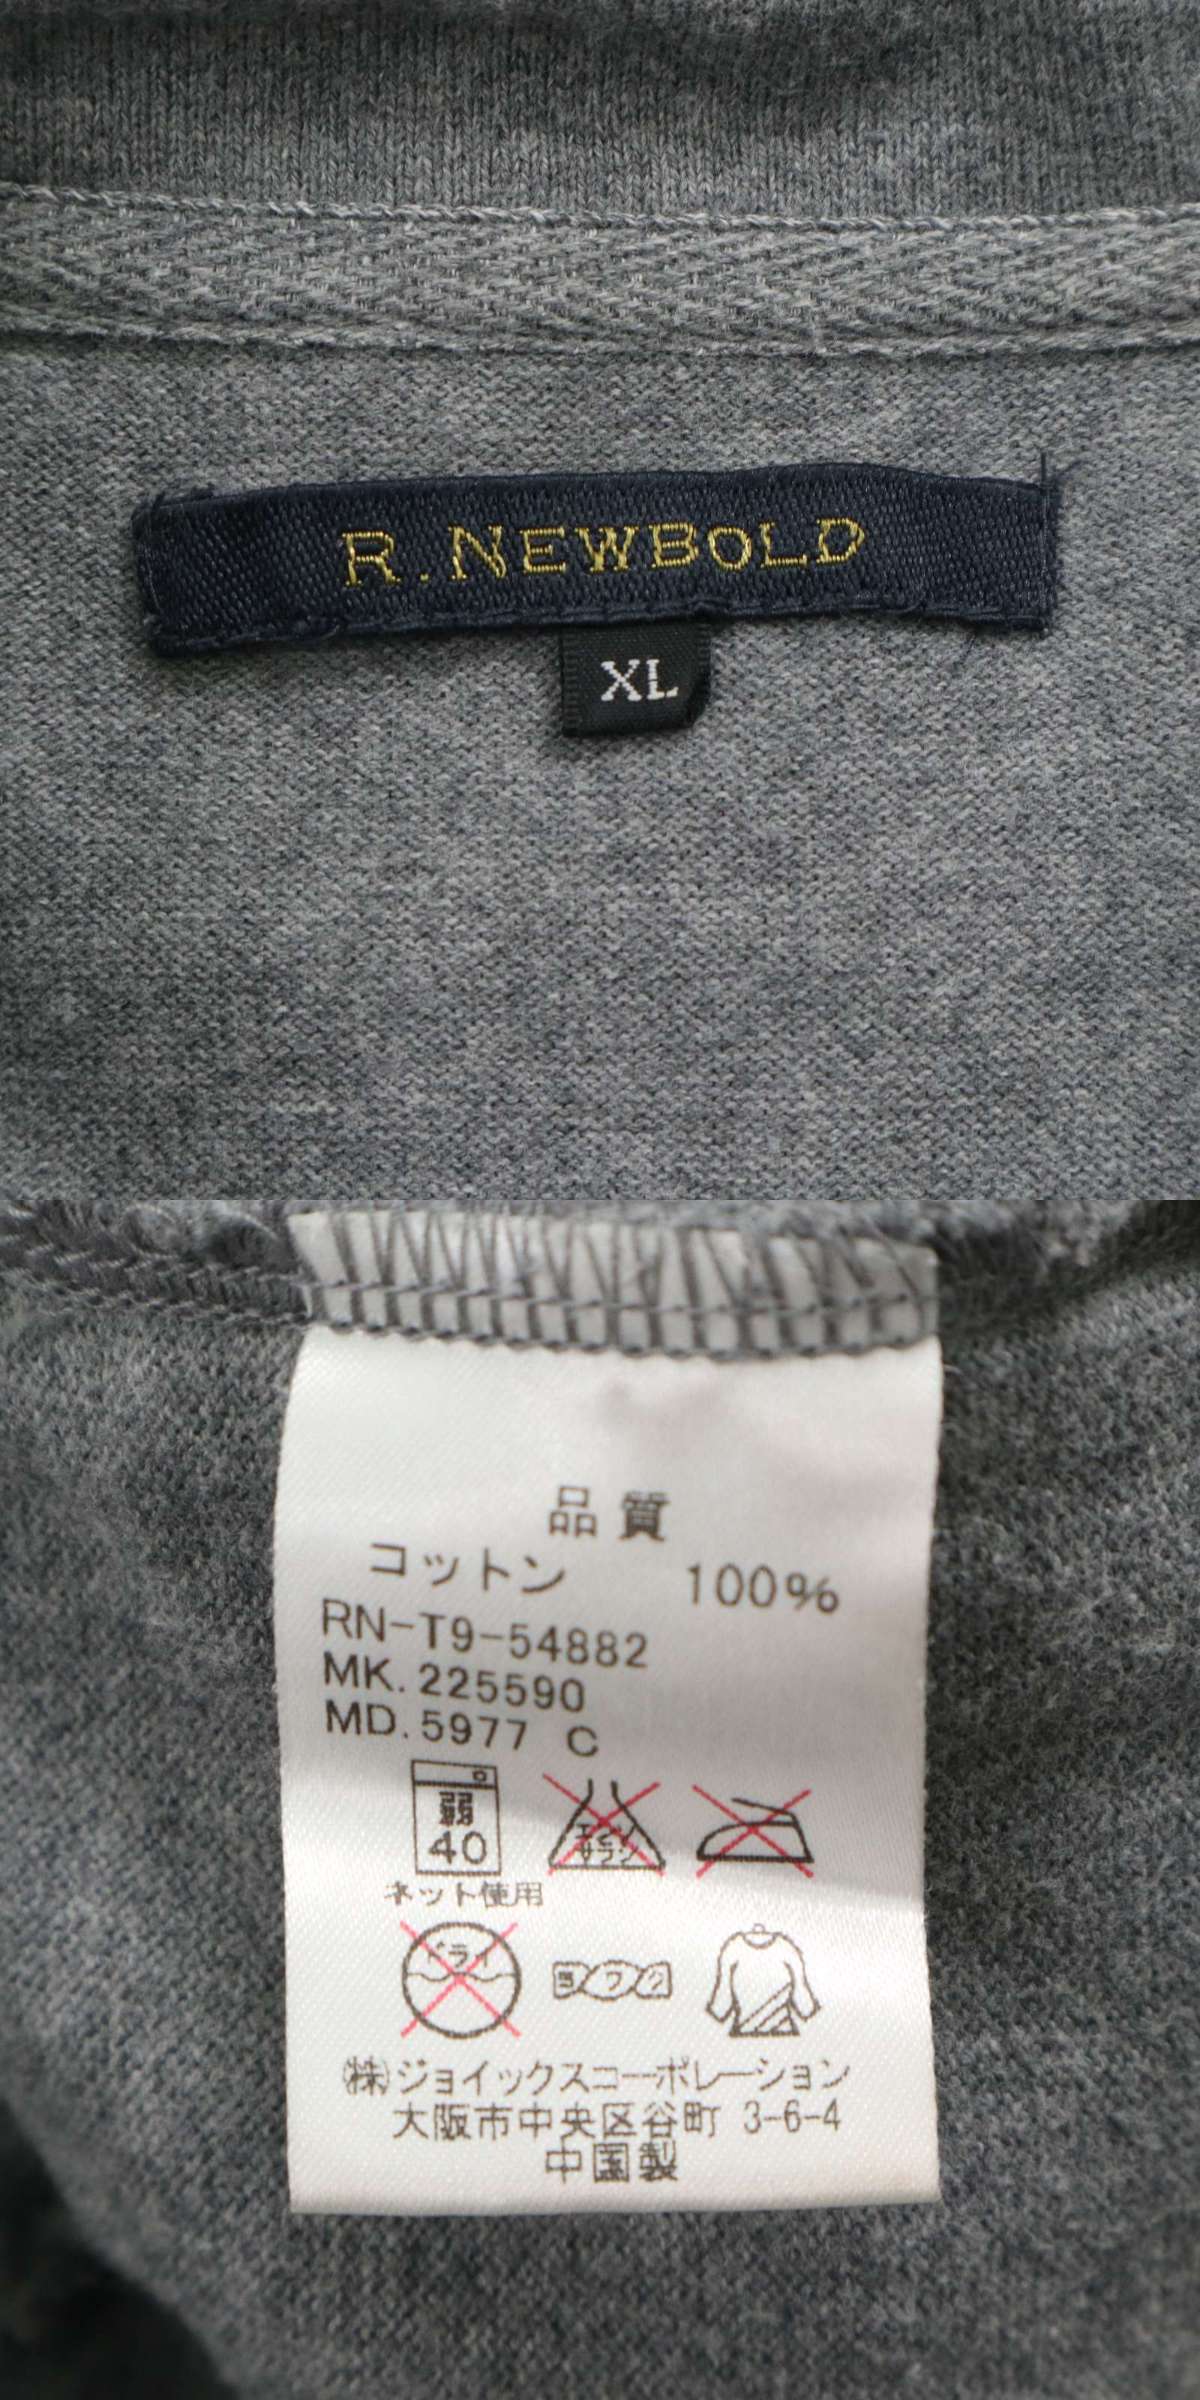 R. NEWBOLD
XL
品質
コットン 100%
RN-T9-54882
MK. 225590
MD. 5977 C
弱
40
エンソ
サラシ
ネット使用
ドライ
ヨワク
㈱ジョイックスコーポレーション
大阪市中央区谷町 3-6-4
中国製